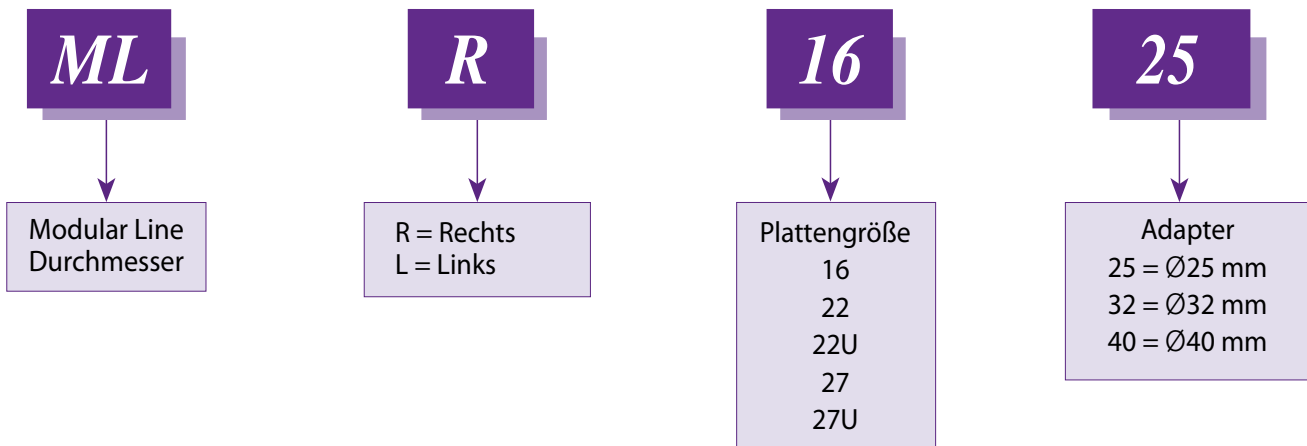 ML
R
16
25
Modular Line
Durchmesser
R = Rechts
L = Links
Plattengröße
16
22
22U
27
27U
Adapter
25 = Ø25 mm
32 = Ø32 mm
40 = Ø40 mm